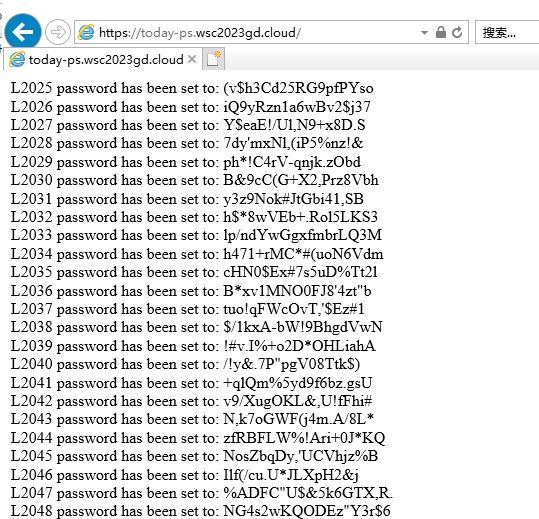 https://today-ps.wsc2023gd.cloud/
搜索...
today-ps.wsc2023gd.cloud
L2025 password has been set to: (v$h3Cd25RG9pfPYso
L2026 password has been set to: iQ9yRzn1a6wBv2$j37
L2027 password has been set to: Y$eaE!/Ul,N9+x8D.S
L2028 password has been set to: 7dy'mxNl,(iP5%nz!&
L2029 password has been set to: ph*!C4rV-qnjk.zObd
L2030 password has been set to: B&9cC(G+X2,Prz8Vbh
L2031 password has been set to: y3z9Nok#JtGbi41,SB
L2032 password has been set to: h$*8wVEb+.Rol5LKS3
L2033 password has been set to: lp/ndYwGgxfmbrLQ3M
L2034 password has been set to: h471+rMC*#(uoN6Vdm
L2035 password has been set to: cHN0$Ex#7s5uD%Tt2l
L2036 password has been set to: B*xv1MNO0FJ8'4zt"b
L2037 password has been set to: tuo!qFWcOvT,'$Ez#1
L2038 password has been set to: $/1kxA-bW!9BhgdVwN
L2039 password has been set to: !#v.I%+o2D*OHLiahA
L2040 password has been set to: /!y&.7P"pgV08Ttk$)
L2041 password has been set to: +qlQm%5yd9f6bz.gsU
L2042 password has been set to: v9/XugOKL&,U!fFhi#
L2043 password has been set to: N,k7oGWF(j4m.A/8L*
L2044 password has been set to: zfRBFLW%!Ari+0J*KQ
L2045 password has been set to: NosZbqDy,'UCVhjz%B
L2046 password has been set to: Ilf(/cu.U*JLXpH2&j
L2047 password has been set to: %ADFC"U$&5k6GTX,R.
L2048 password has been set to: NG4s2wKQODEz"Y3r$6